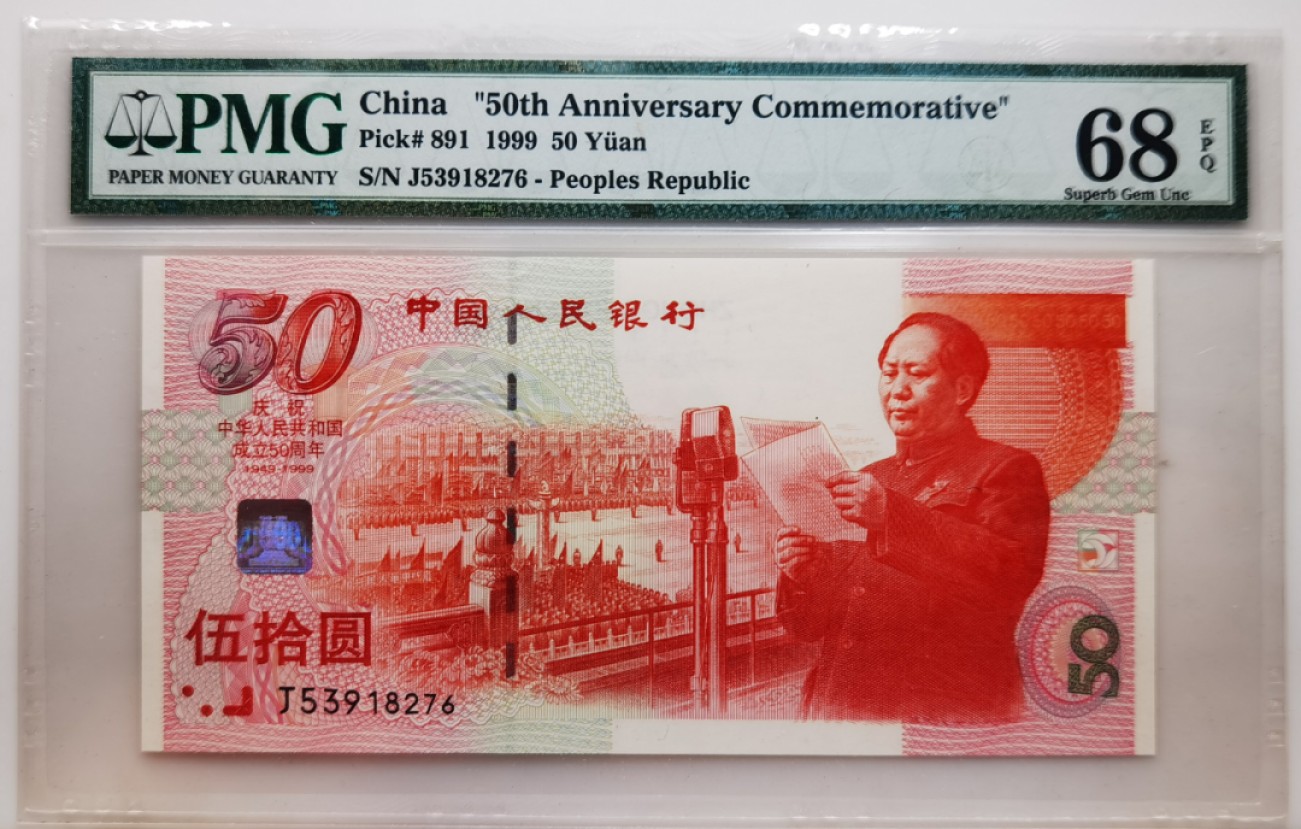 PMG
PAPER MONEY GUARANTY
China "50th Anniversary Commemorative"
Pick# 891 1999 50 Yüan
S/N J53918276 - Peoples Republic
68
EPQ
Superb Gem Unc
50
中国人民银行
庆祝
中华人民共和国
成立50周年
1949-1999
伍拾圆
J53918276
50